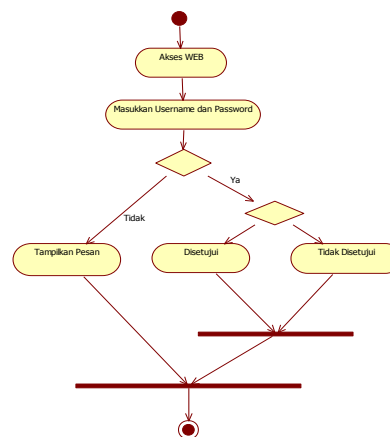 Akses WEB
Masukkan Username dan Password
Ya
Tidak
Tampilkan Pesan
Disetujui
Tidak Disetujui